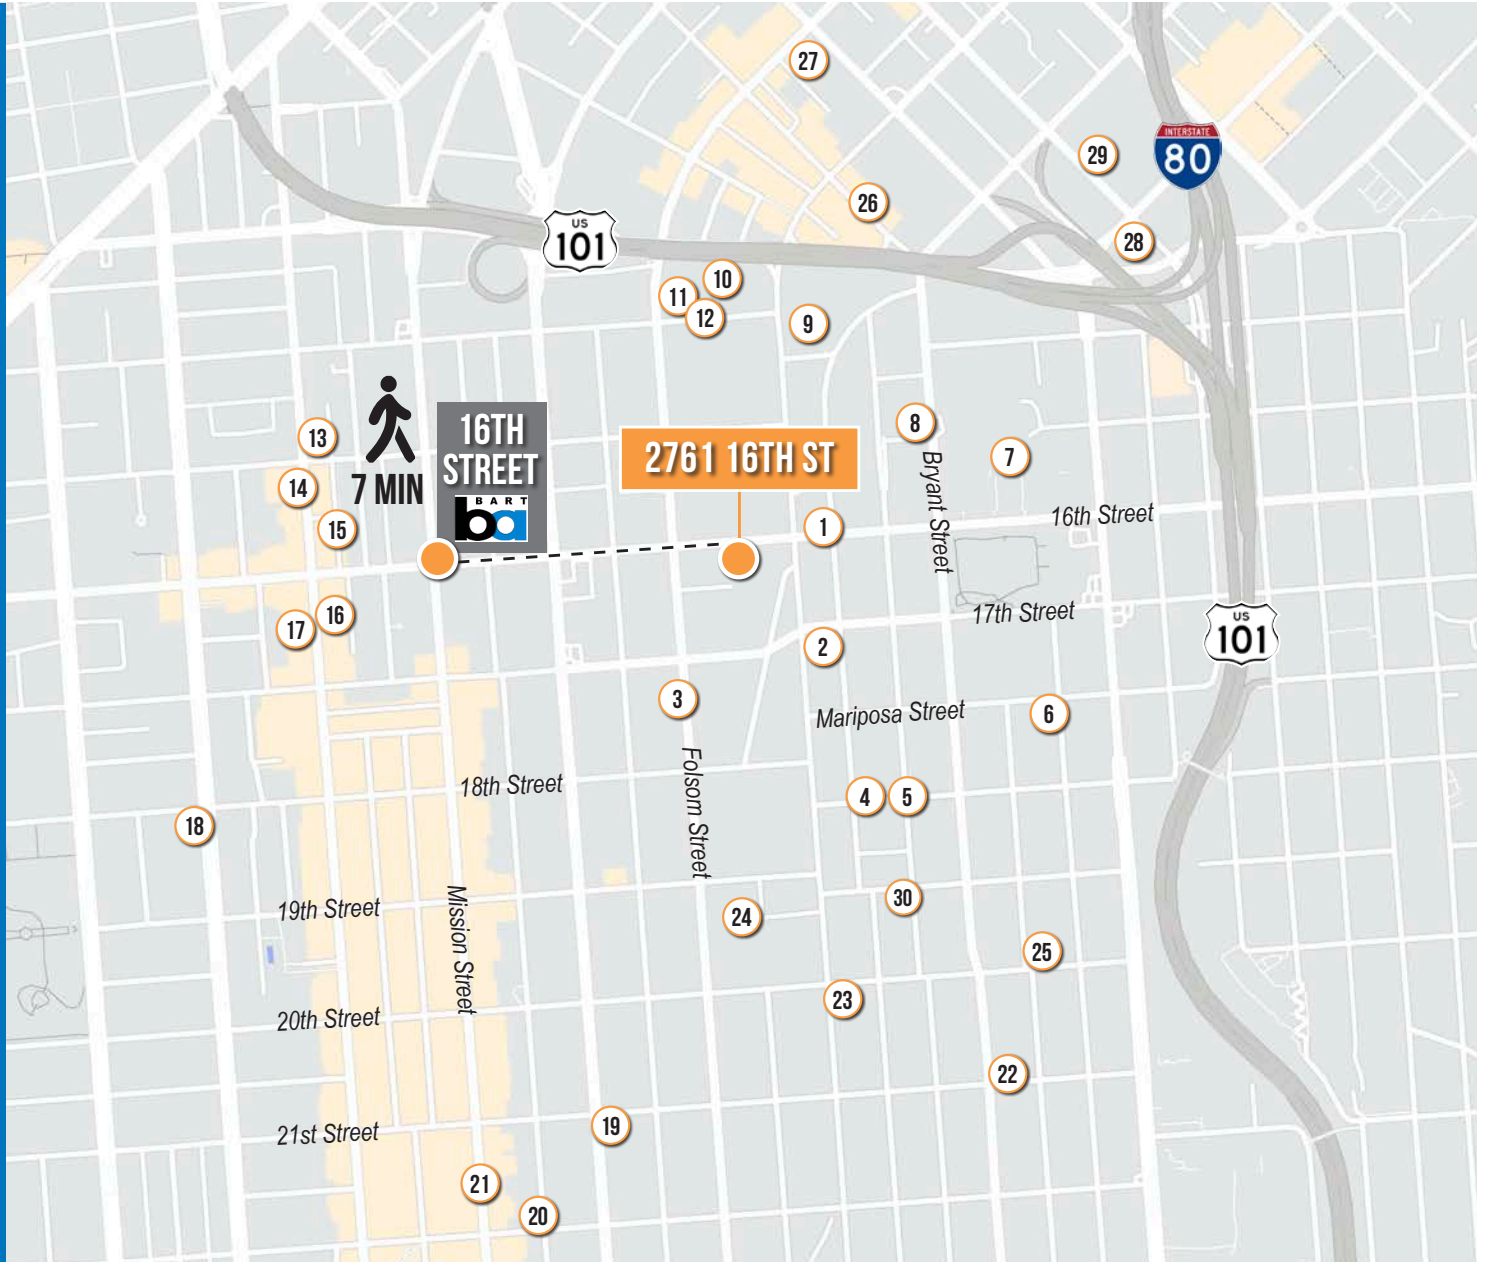 27
INTERSTATE
80
29
26
US
101
28
10
11
12
9
13
16TH
STREET
BART
ba
7 MIN
2761 16TH ST
8
7
14
15
1
Bryant Street
16th Street
17
16
2
17th Street
US
101
3
Mariposa Street
6
18th Street
Folsom Street
4
5
18
19th Street
Mission Street
24
30
25
20th Street
23
22
21st Street
19
21
20